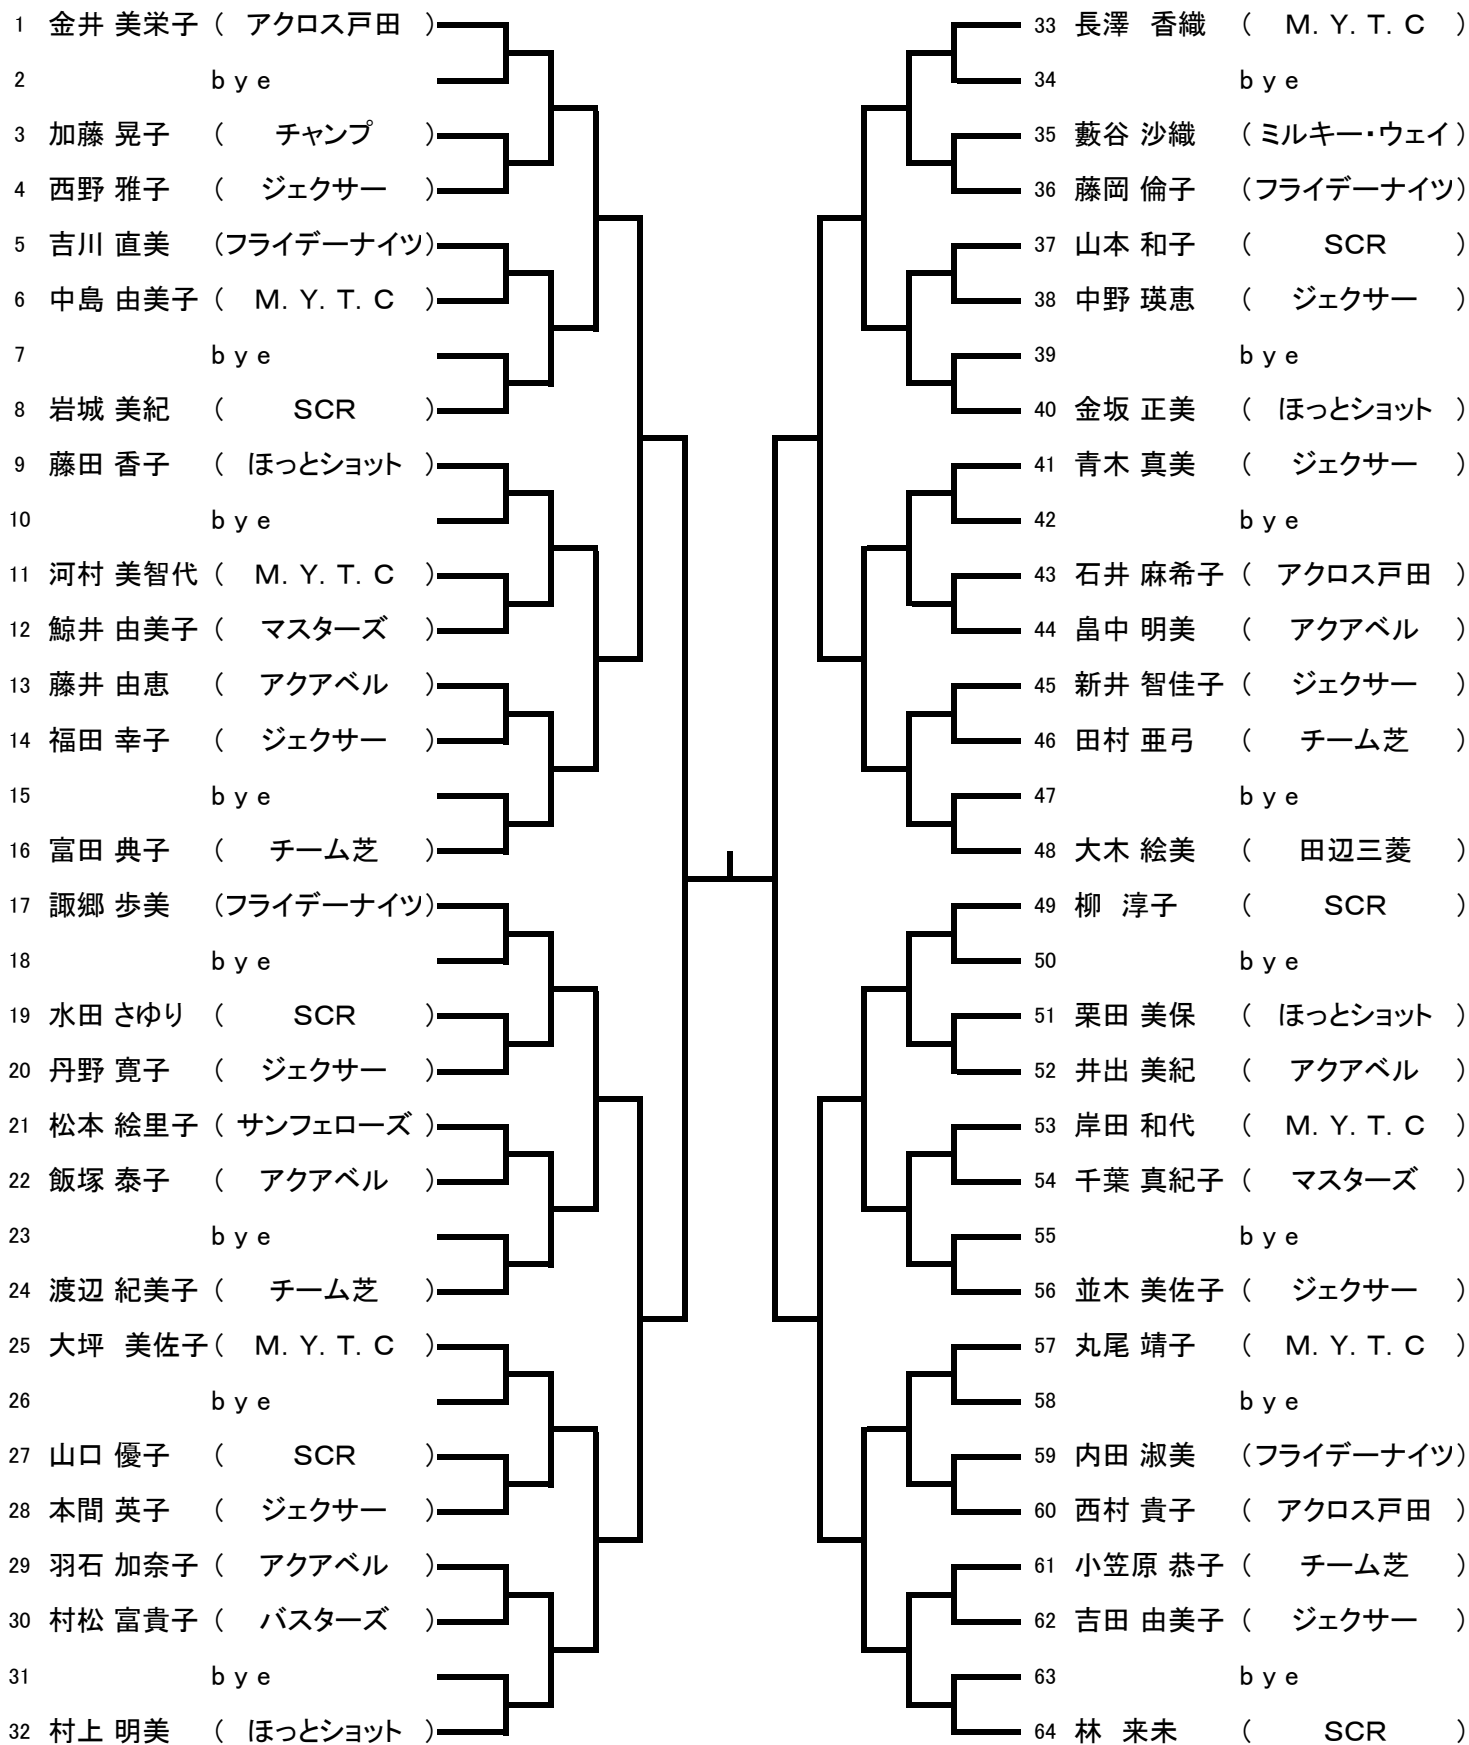 1 金井 美栄子 ( アクロス戸田 )
2 bye
3 加藤 晃子 ( チャンプ )
4 西野 雅子 ( ジェクサー )
5 吉川 直美 (フライデーナイツ)
6 中島 由美子 ( M. Y. T. C )
7 bye
8 岩城 美紀 ( SCR )
9 藤田 香子 ( ほっとショット )
10 bye
11 河村 美智代 ( M. Y. T. C )
12 鯨井 由美子 ( マスターズ )
13 藤井 由恵 ( アクアベル )
14 福田 幸子 ( ジェクサー )
15 bye
16 富田 典子 ( チーム芝 )
17 諏郷 歩美 (フライデーナイツ)
18 bye
19 水田 さゆり ( SCR )
20 丹野 寛子 ( ジェクサー )
21 松本 絵里子 ( サンフェローズ )
22 飯塚 泰子 ( アクアベル )
23 bye
24 渡辺 紀美子 ( チーム芝 )
25 大坪 美佐子 ( M. Y. T. C )
26 bye
27 山口 優子 ( SCR )
28 本間 英子 ( ジェクサー )
29 羽石 加奈子 ( アクアベル )
30 村松 富貴子 ( バスターズ )
31 bye
32 村上 明美 ( ほっとショット )
33 長澤 香織 ( M. Y. T. C )
34 bye
35 藪谷 沙織 (ミルキー・ウェイ)
36 藤岡 倫子 (フライデーナイツ)
37 山本 和子 ( SCR )
38 中野 瑛恵 ( ジェクサー )
39 bye
40 金坂 正美 ( ほっとショット )
41 青木 真美 ( ジェクサー )
42 bye
43 石井 麻希子 ( アクロス戸田 )
44 畠中 明美 ( アクアベル )
45 新井 智佳子 ( ジェクサー )
46 田村 亜弓 ( チーム芝 )
47 bye
48 大木 絵美 ( 田辺三菱 )
49 柳 淳子 ( SCR )
50 bye
51 栗田 美保 ( ほっとショット )
52 井出 美紀 ( アクアベル )
53 岸田 和代 ( M. Y. T. C )
54 千葉 真紀子 ( マスターズ )
55 bye
56 並木 美佐子 ( ジェクサー )
57 丸尾 靖子 ( M. Y. T. C )
58 bye
59 内田 淑美 (フライデーナイツ)
60 西村 貴子 ( アクロス戸田 )
61 小笠原 恭子 ( チーム芝 )
62 吉田 由美子 ( ジェクサー )
63 bye
64 林 来未 ( SCR )